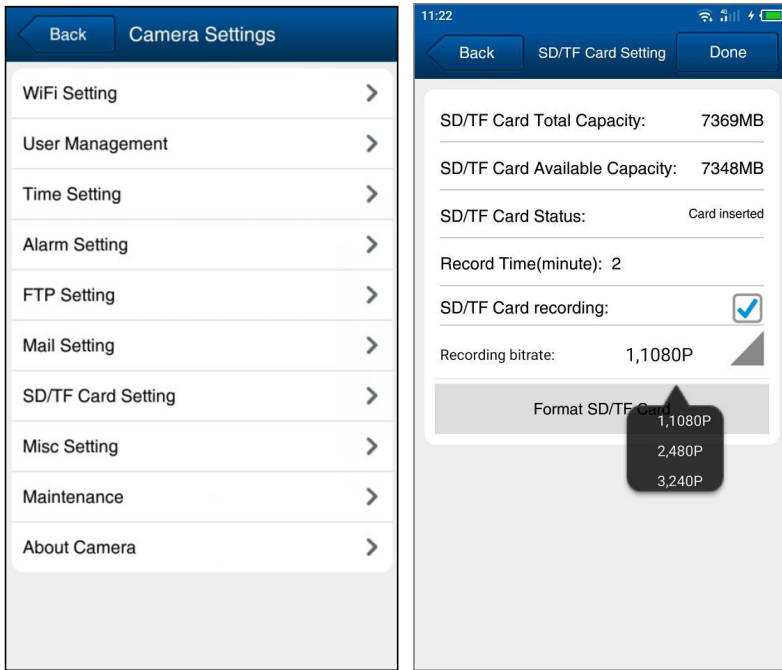 Back Camera Settings
WiFi Setting
User Management
Time Setting
Alarm Setting
FTP Setting
Mail Setting
SD/TF Card Setting
Misc Setting
Maintenance
About Camera
11:22 4G
Back SD/TF Card Setting Done
SD/TF Card Total Capacity: 7369MB
SD/TF Card Available Capacity: 7348MB
SD/TF Card Status: Card inserted
Record Time(minute): 2
SD/TF Card recording:
Recording bitrate: 1,1080P
Format SD/TF Card
1,1080P
2,480P
3,240P